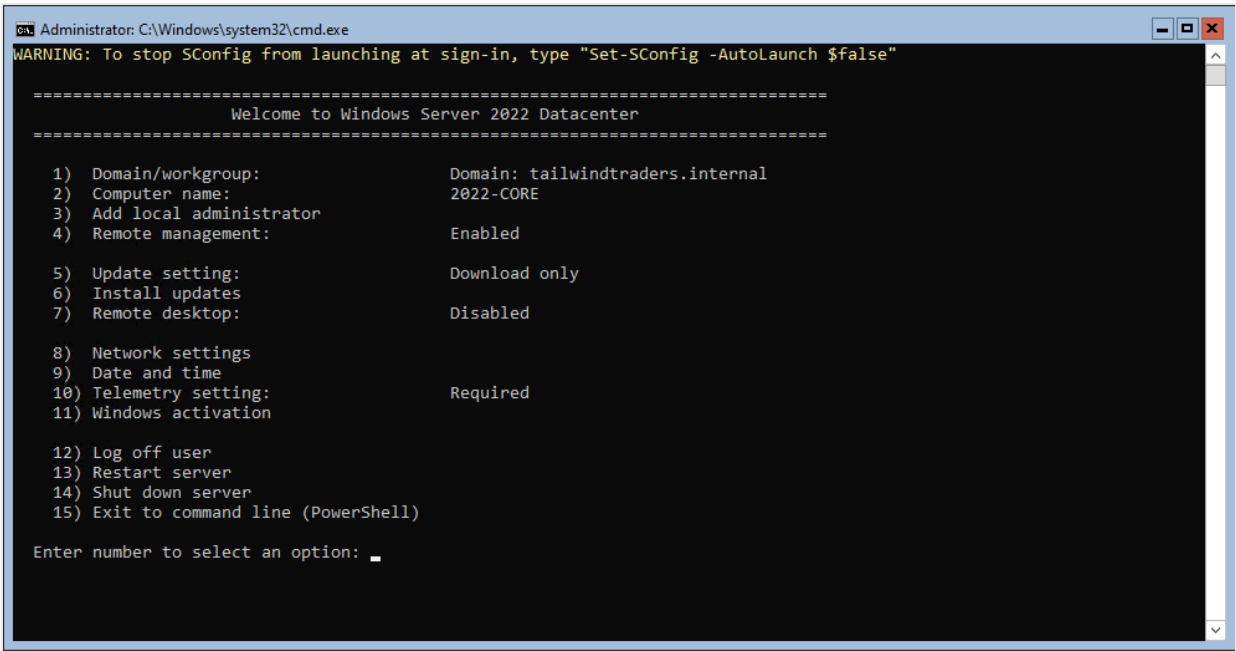 Administrator: C:\Windows\system32\cmd.exe
WARNING: To stop SConfig from launching at sign-in, type "Set-SConfig -AutoLaunch $false"
================================================================================
Welcome to Windows Server 2022 Datacenter
================================================================================
1) Domain/workgroup: Domain: tailwindtraders.internal
2) Computer name: 2022-CORE
3) Add local administrator
4) Remote management: Enabled
5) Update setting: Download only
6) Install updates
7) Remote desktop: Disabled
8) Network settings
9) Date and time
10) Telemetry setting: Required
11) Windows activation
12) Log off user
13) Restart server
14) Shut down server
15) Exit to command line (PowerShell)
Enter number to select an option: